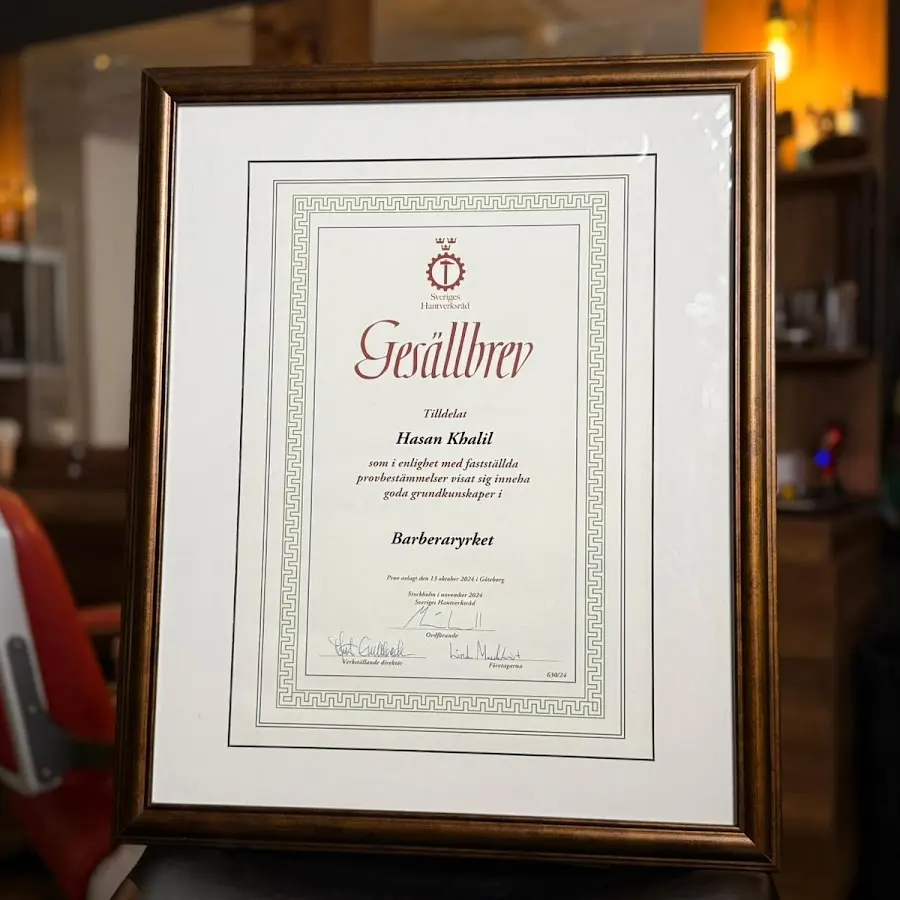 Sveriges
Hantverksråd
Gesällbrev
Tilldelat
Hasan Khalil
som i enlighet med fastställda
provbestämmelser visat sig inneha
goda grundkunskaper i
Barberaryrket
Prov avlagt den 13 oktober 2024 i Göteborg
Stockholm i november 2024
Sveriges Hantverksråd
Ordförande
Verkställande direktör
Företagarna
630/24